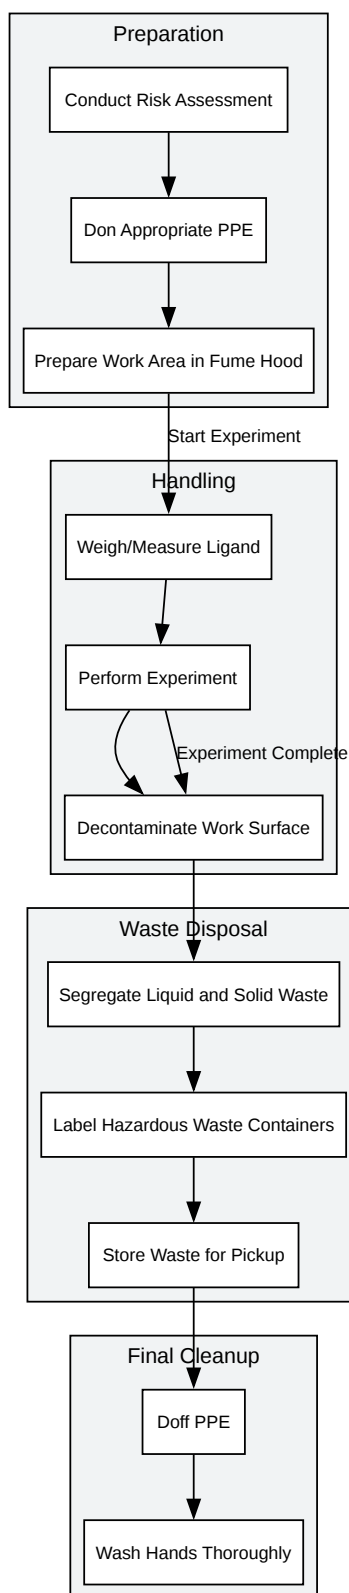 Preparation
Conduct Risk Assessment
Don Appropriate PPE
Prepare Work Area in Fume Hood
Start Experiment
Handling
Weigh/Measure Ligand
Perform Experiment
Experiment Complete
Decontaminate Work Surface
Waste Disposal
Segregate Liquid and Solid Waste
Label Hazardous Waste Containers
Store Waste for Pickup
Final Cleanup
Doff PPE
Wash Hands Thoroughly